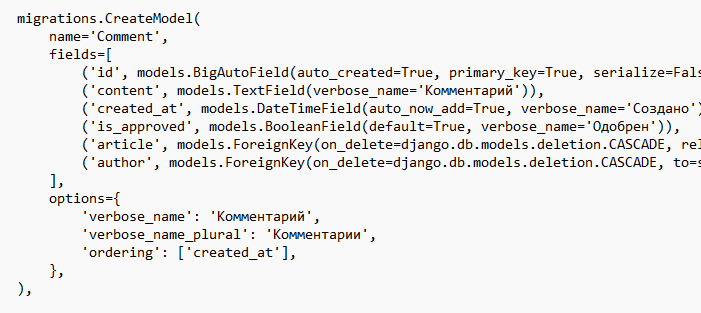 migrations.CreateModel(
    name='Comment',
    fields=[
        ('id', models.BigAutoField(auto_created=True, primary_key=True, serialize=Fals
        ('content', models.TextField(verbose_name='Комментарий')),
        ('created_at', models.DateTimeField(auto_now_add=True, verbose_name='Создано')
        ('is_approved', models.BooleanField(default=True, verbose_name='Одобрен')),
        ('article', models.ForeignKey(on_delete=django.db.models.deletion.CASCADE, rel
        ('author', models.ForeignKey(on_delete=django.db.models.deletion.CASCADE, to=s
    ],
    options={
        'verbose_name': 'Комментарий',
        'verbose_name_plural': 'Комментарии',
        'ordering': ['created_at'],
    },
),